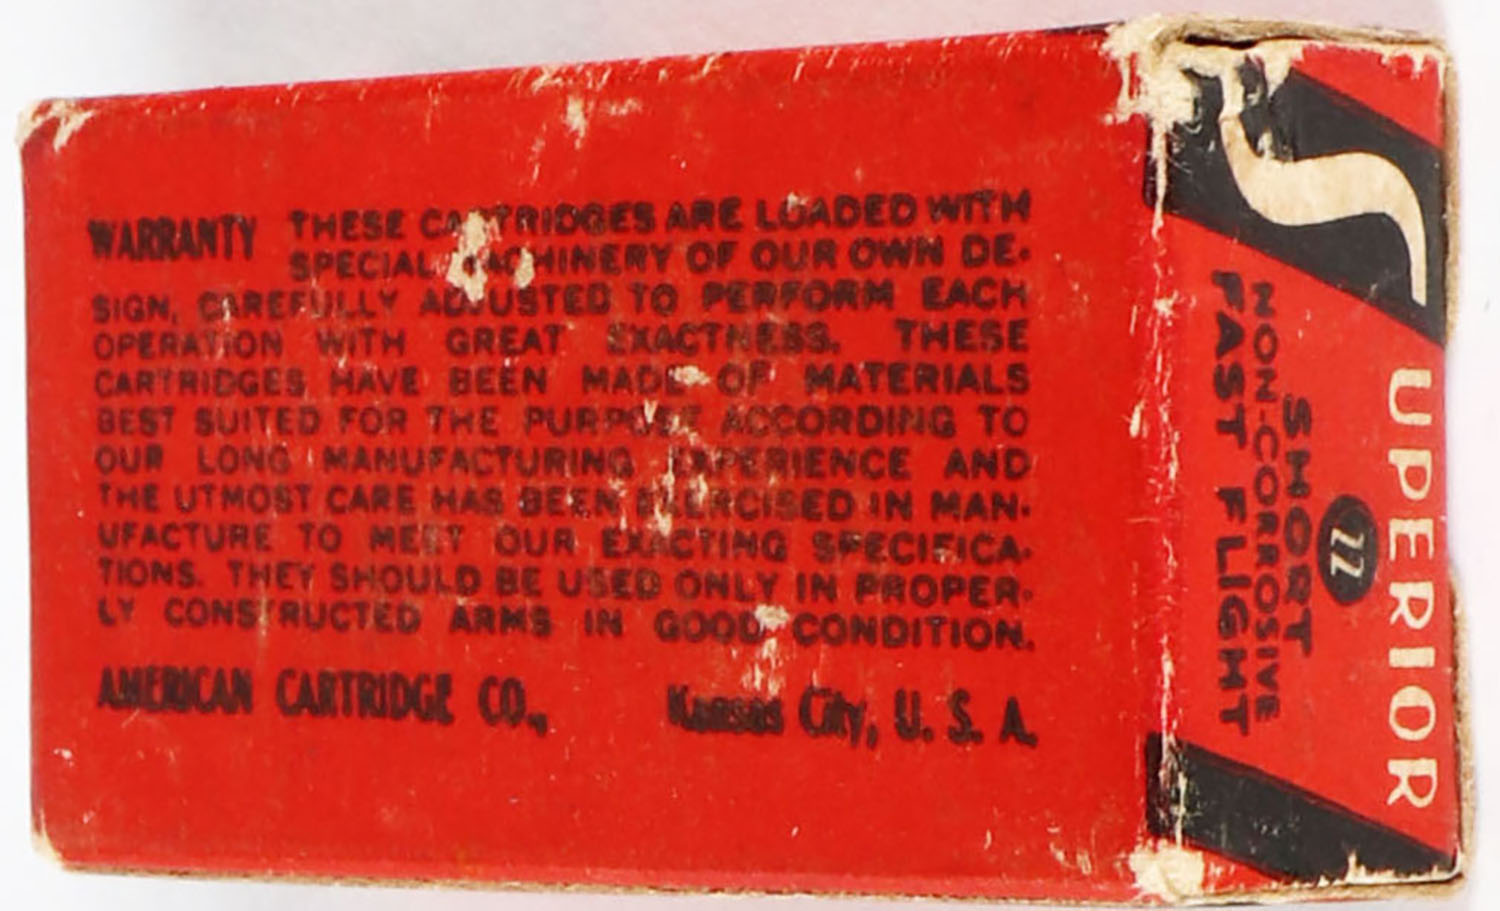 WARRANTY THESE CARTRIDGES ARE LOADED WITH
SPECIAL MACHINERY OF OUR OWN DE-
SIGN, CAREFULLY ADJUSTED TO PERFORM EACH
OPERATION WITH GREAT EXACTNESS. THESE
CARTRIDGES HAVE BEEN MADE OF MATERIALS
BEST SUITED FOR THE PURPOSE ACCORDING TO
OUR LONG MANUFACTURING EXPERIENCE AND
THE UTMOST CARE HAS BEEN EXERCISED IN MAN-
UFACTURE TO MEET OUR EXACTING SPECIFICA-
TIONS. THEY SHOULD BE USED ONLY IN PROPER-
LY CONSTRUCTED ARMS IN GOOD CONDITION.
AMERICAN CARTRIDGE CO., Kansas City, U. S. A.
SUPERIOR
22
SHORT
NON-CORROSIVE
FAST FLIGHT